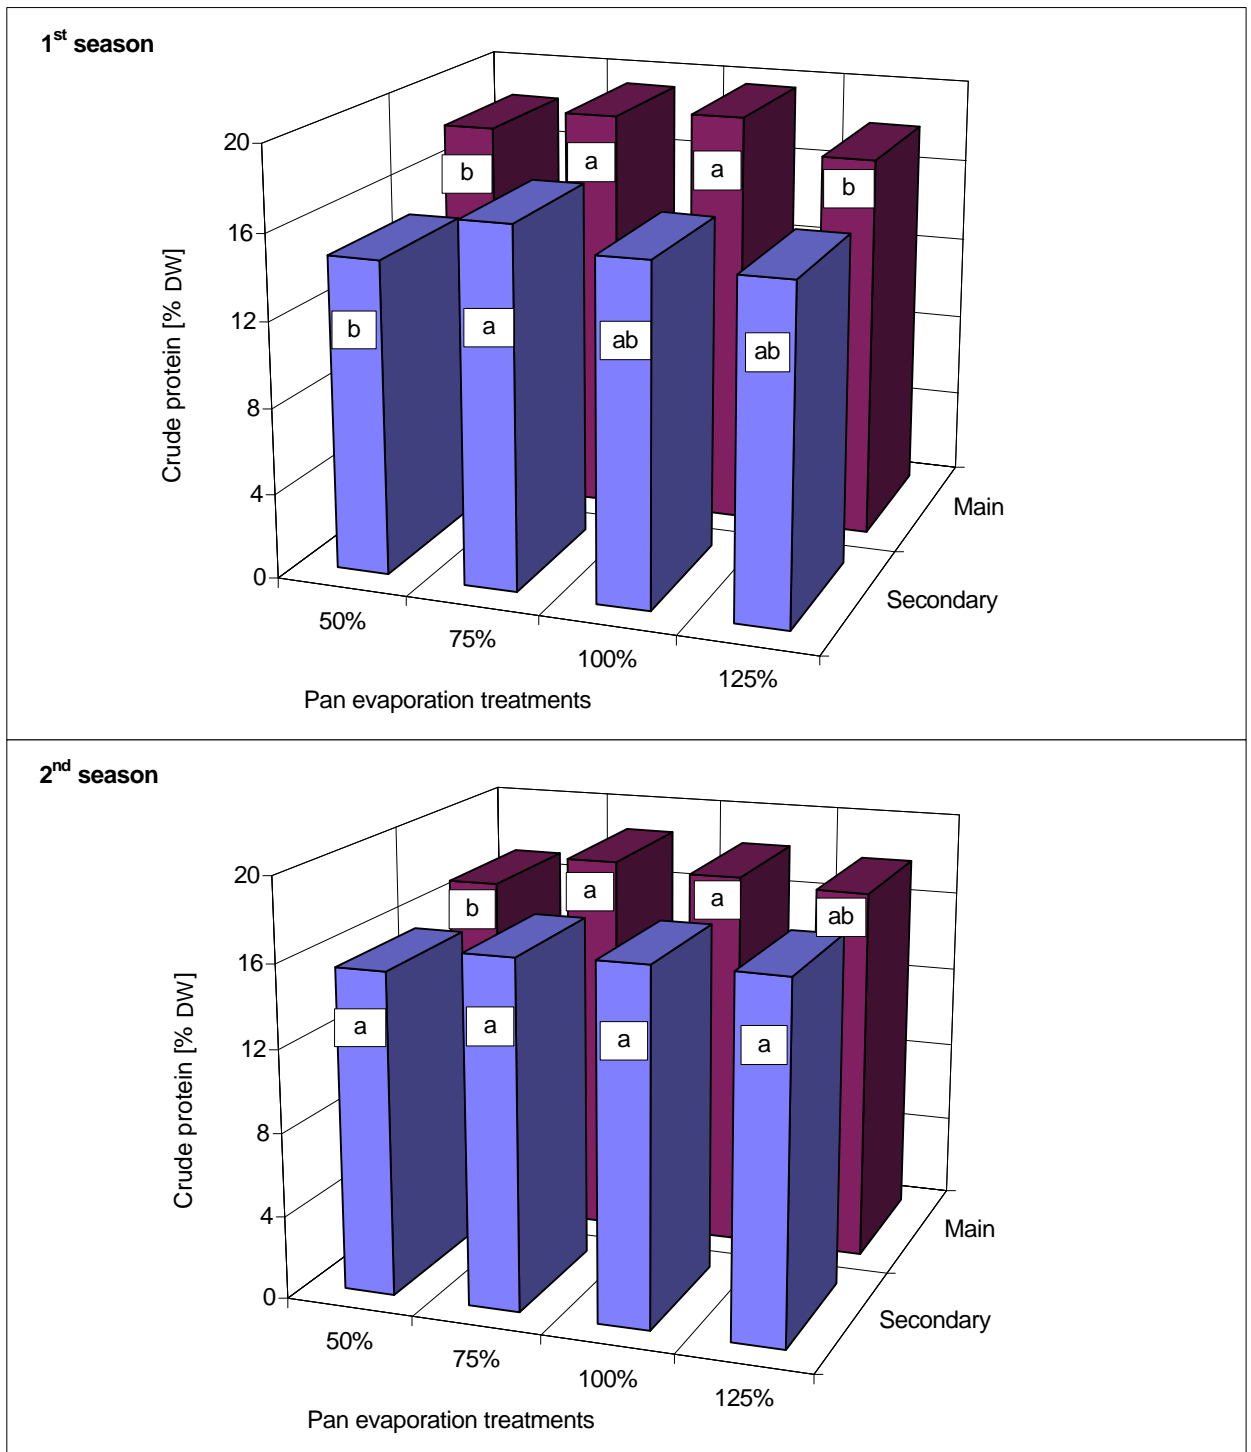 1st season
20
16
12
8
4
0
Crude protein [% DW]
b
a
a
b
b
a
ab
ab
50%
75%
100%
125%
Main
Secondary
Pan evaporation treatments
2nd season
20
16
12
8
4
0
Crude protein [% DW]
b
a
a
ab
a
a
a
a
50%
75%
100%
125%
Main
Secondary
Pan evaporation treatments